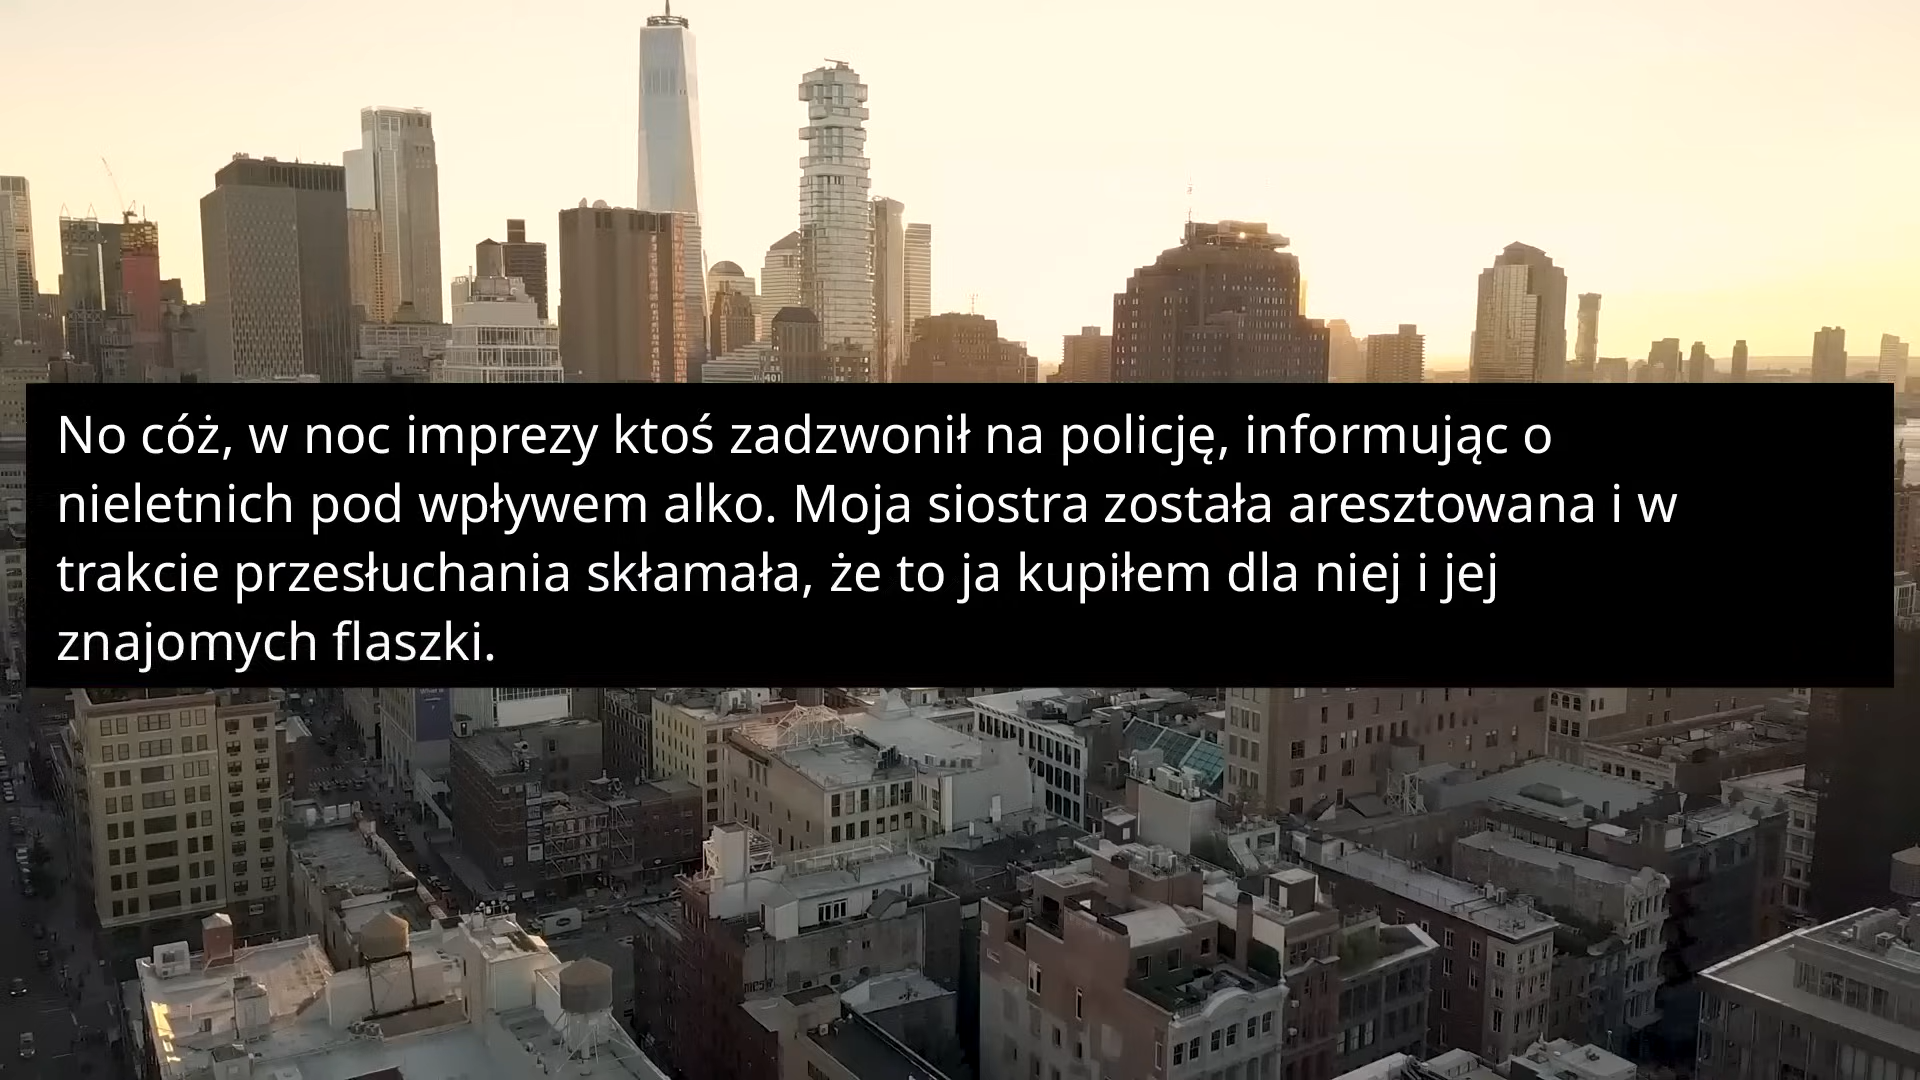 No cóż, w noc imprezy ktoś zadzwonił na policję, informując o
nieletnich pod wpływem alko. Moja siostra została aresztowana i w
trakcie przesłuchania skłamała, że to ja kupiłem dla niej i jej
znajomych flaszki.
401